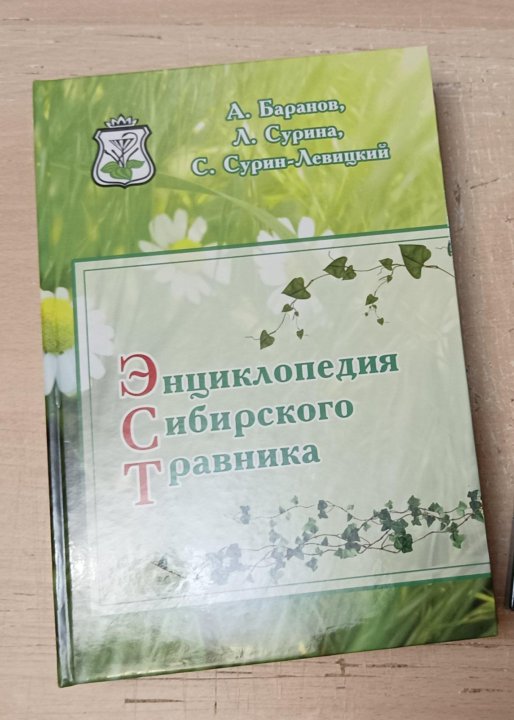 А. Баранов,
Л. Сурина,
С. Сурин-Левицкий
Энциклопедия
Сибирского
Травника